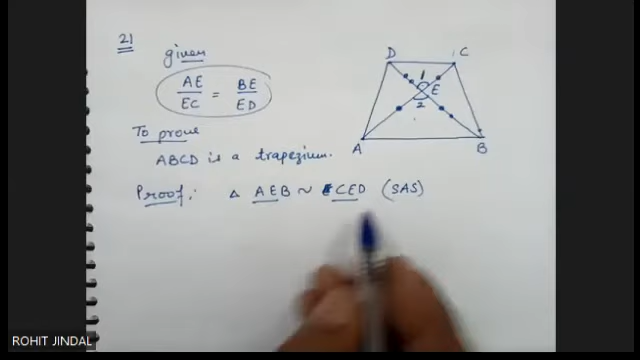 21
given
AE/EC = BE/ED
To prove
ABCD is a trapezium.
Proof: △ AEB ~ CED (SAS)
D C
1
E
2
A B
ROHIT JINDAL